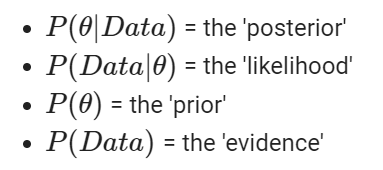 • P(θ|Data) = the 'posterior'
• P(Data|θ) = the 'likelihood'
• P(θ) = the 'prior'
• P(Data) = the 'evidence'